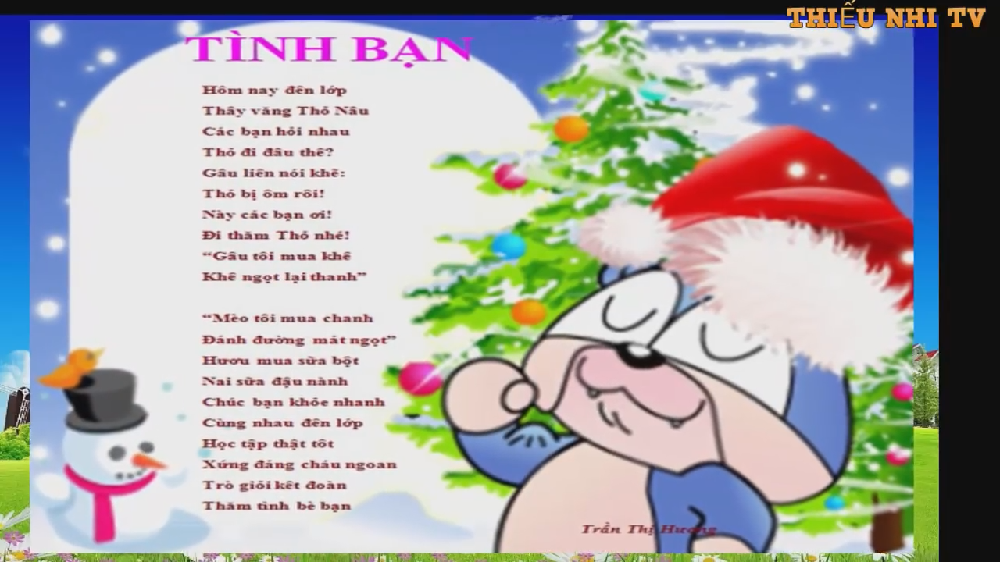 THIẾU NHI TV
TÌNH BẠN
Hôm nay đến lớp
Thấy vắng Thỏ Nâu
Các bạn hỏi nhau
Thỏ đi đâu thế?
Gấu liền nói khẽ:
Thỏ bị ốm rồi!
Này các bạn ơi!
Đi thăm Thỏ nhé!
“Gấu tôi mua khế
Khế ngọt lại thanh”
“Mèo tôi mua chanh
Đánh đường mát ngọt”
Hươu mua sữa bột
Nai sữa đậu nành
Chúc bạn khỏe nhanh
Cùng nhau đến lớp
Học tập thật tốt
Xứng đáng cháu ngoan
Trò giỏi kết đoàn
Thắm tình bè bạn
Trần Thị Hương